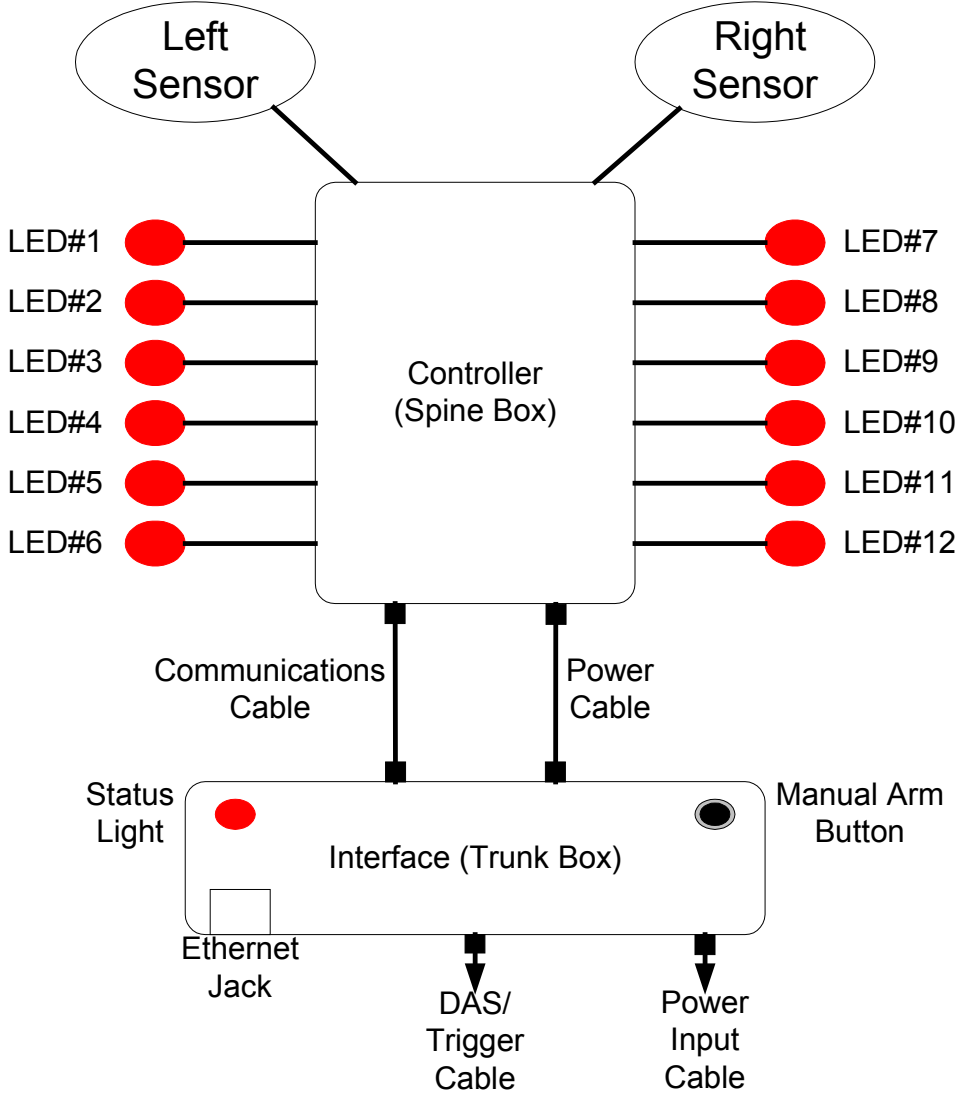 Left
Sensor
Right
Sensor
LED#1
LED#2
LED#3
LED#4
LED#5
LED#6
Controller
(Spine Box)
LED#7
LED#8
LED#9
LED#10
LED#11
LED#12
Communications
Cable
Power
Cable
Status
Light
Manual Arm
Button
Interface (Trunk Box)
Ethernet
Jack
DAS/
Trigger
Cable
Power
Input
Cable